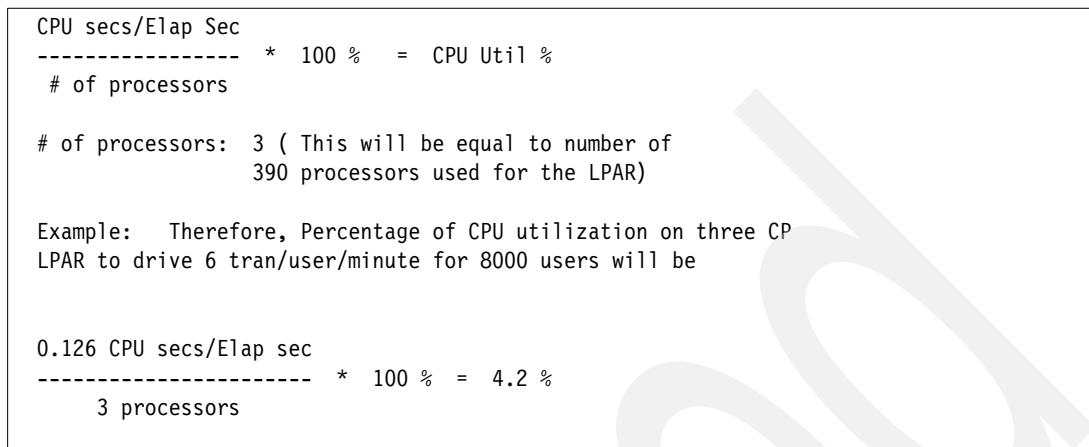 CPU secs/Elap Sec
----------------- * 100 % = CPU Util %
# of processors
# of processors: 3 ( This will be equal to number of
390 processors used for the LPAR)
Example: Therefore, Percentage of CPU utilization on three CP
LPAR to drive 6 tran/user/minute for 8000 users will be
0.126 CPU secs/Elap sec
----------------------- * 100 % = 4.2 %
3 processors